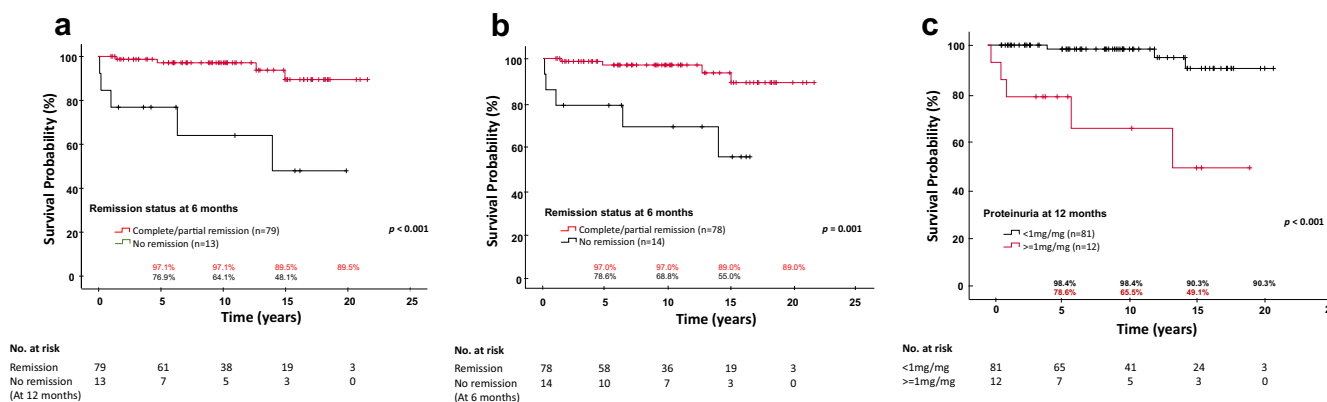 a
Survival Probability (%)
100
80
60
40
20
0
Remission status at 6 months
Complete/partial remission (n=79)
No remission (n=13)
p < 0.001
97.1% 97.1% 89.5% 89.5%
76.9% 64.1% 48.1%
0 5 10 15 20 25
Time (years)
No. at risk
Remission 79 61 38 19 3
No remission 13 7 5 3 0
(At 12 months)
b
Survival Probability (%)
100
80
60
40
20
0
Remission status at 6 months
Complete/partial remission (n=78)
No remission (n=14)
p = 0.001
97.0% 97.0% 89.0% 89.0%
78.6% 68.8% 55.0%
0 5 10 15 20 25
Time (years)
No. at risk
Remission 78 58 36 19 3
No remission 14 10 7 3 0
(At 6 months)
c
Survival Probability (%)
100
80
60
40
20
0
Proteinuria at 12 months
<1mg/mg (n=81)
>=1mg/mg (n=12)
p < 0.001
98.4% 98.4% 90.3% 90.3%
78.6% 65.5% 49.1%
0 5 10 15 20
Time (years)
No. at risk
<1mg/mg 81 65 41 24 3
>=1mg/mg 12 7 5 3 0